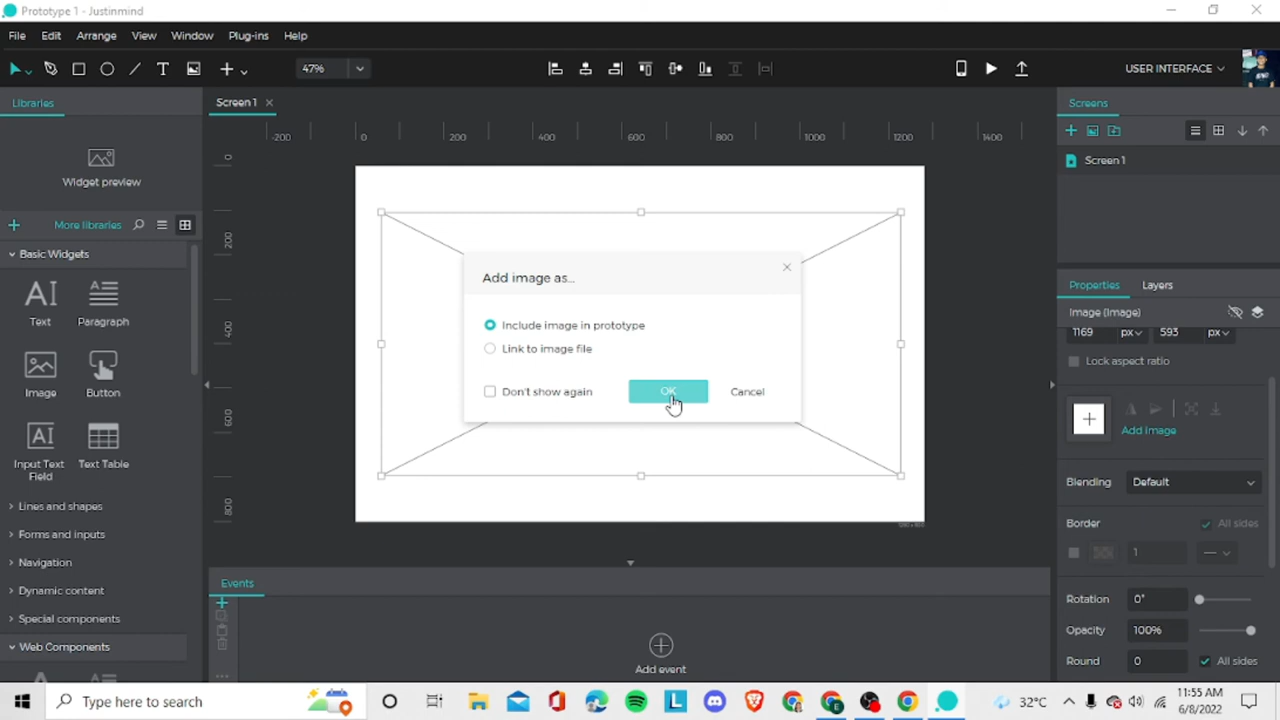 Prototype 1 - Justinmind
File Edit Arrange View Window Plug-ins Help
47% USER INTERFACE
Libraries
Screen 1
Screens
-200 0 200 400 600 800 1000 1200 1400
0
200
400
600
800
Widget preview
Screen 1
More libraries
Basic Widgets
Text Paragraph
Image Button
Input Text Field
Text Table
Lines and shapes
Forms and inputs
Navigation
Dynamic content
Special components
Web Components
Add image as...
Include image in prototype
Link to image file
Don't show again OK Cancel
Properties Layers
Image (Image)
1169 px 593 px
Lock aspect ratio
Add Image
Blending Default
Border All sides
1
Rotation 0°
Opacity 100%
Round 0 All sides
Events
Add event
Type here to search
32°C
11:55 AM
6/8/2022